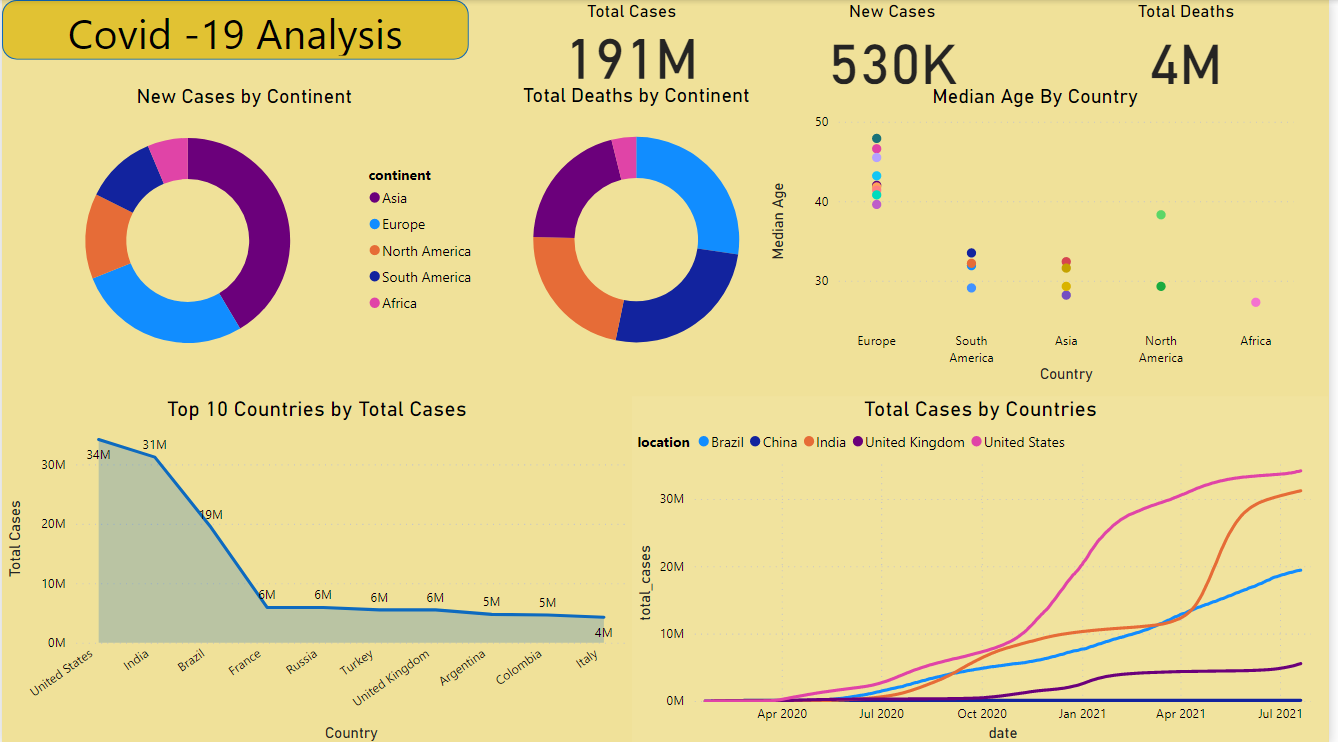 Covid -19 Analysis
Total Cases
191M
New Cases
530K
Total Deaths
4M
New Cases by Continent
continent
Asia
Europe
North America
South America
Africa
Total Deaths by Continent
Median Age By Country
Median Age
50
40
30
Europe
South
America
Asia
North
America
Africa
Country
Top 10 Countries by Total Cases
Total Cases
30M
20M
10M
0M
34M
31M
19M
6M
6M
6M
6M
5M
5M
4M
United States
India
Brazil
France
Russia
Turkey
United Kingdom
Argentina
Colombia
Italy
Country
Total Cases by Countries
location Brazil China India United Kingdom United States
total_cases
30M
20M
10M
0M
Apr 2020 Jul 2020 Oct 2020 Jan 2021 Apr 2021 Jul 2021
date